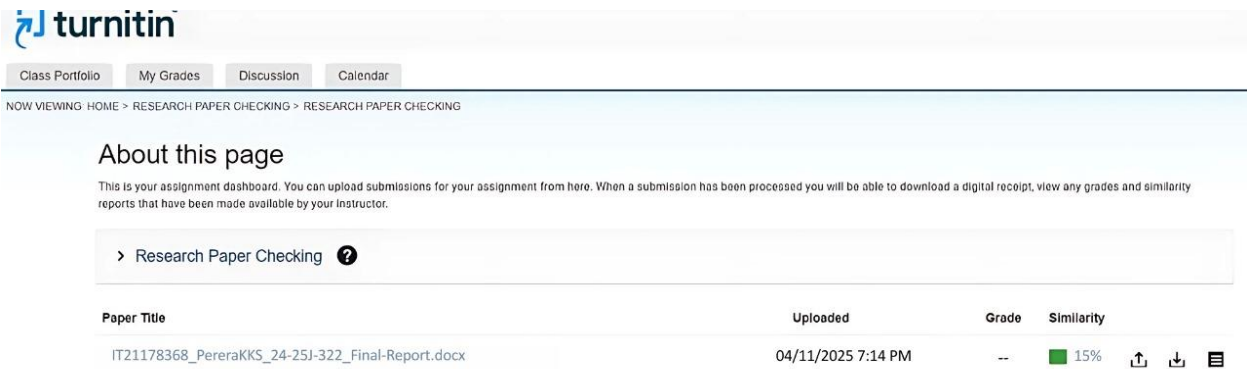 turnitin
Class Portfolio My Grades Discussion Calendar
NOW VIEWING: HOME > RESEARCH PAPER CHECKING > RESEARCH PAPER CHECKING
About this page
This is your assignment dashboard. You can upload submissions for your assignment from here. When a submission has been processed you will be able to download a digital receipt, view any grades and similarity
reports that have been made available by your instructor.
> Research Paper Checking ?
Paper Title Uploaded Grade Similarity
IT21178368_PereraKKS_24-25J-322_Final-Report.docx 04/11/2025 7:14 PM -- 15%